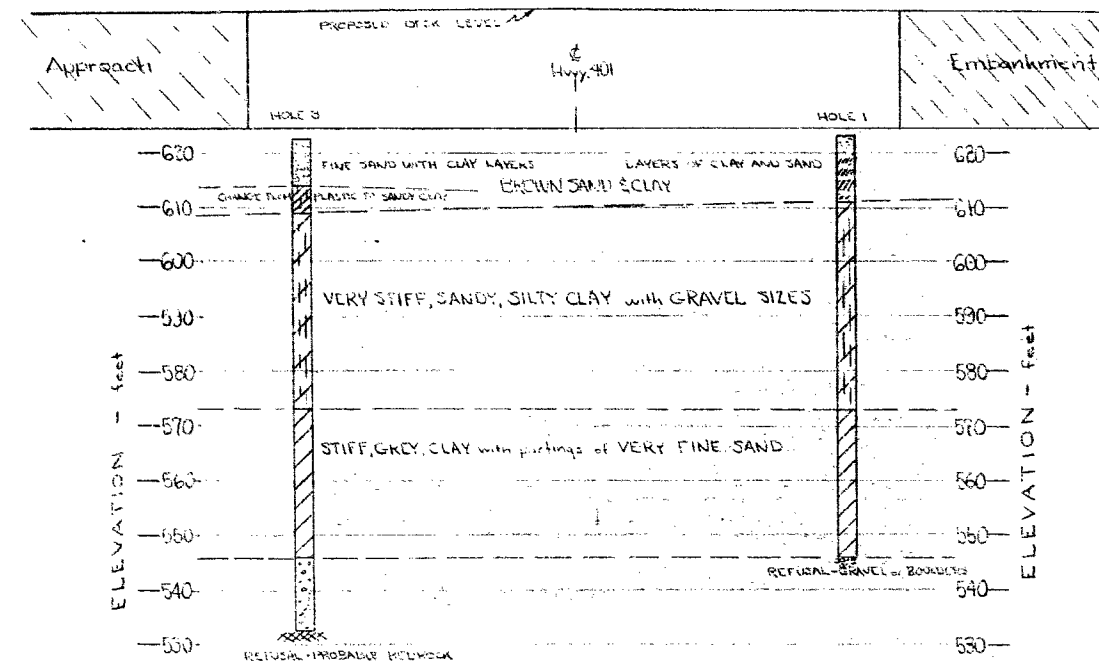 PROPOSED DECK LEVEL
Approach
℄
Hwy. 401
Embankment
HOLE 3
HOLE 1
620
FINE SAND WITH CLAY LAYERS
LAYERS OF CLAY AND SAND
620
BROWN SAND & CLAY
CHANGE FROM PLASTIC TO SANDY CLAY
610
610
600
600
VERY STIFF, SANDY, SILTY CLAY with GRAVEL SIZES
590
590
580
580
570
570
STIFF, GREY, CLAY with partings of VERY FINE SAND
560
560
550
550
REFUSAL-GRAVEL or BOULDERS
540
540
530
530
REFUSAL-PROBABLE BEDROCK
ELEVATION - feet
ELEVATION - feet